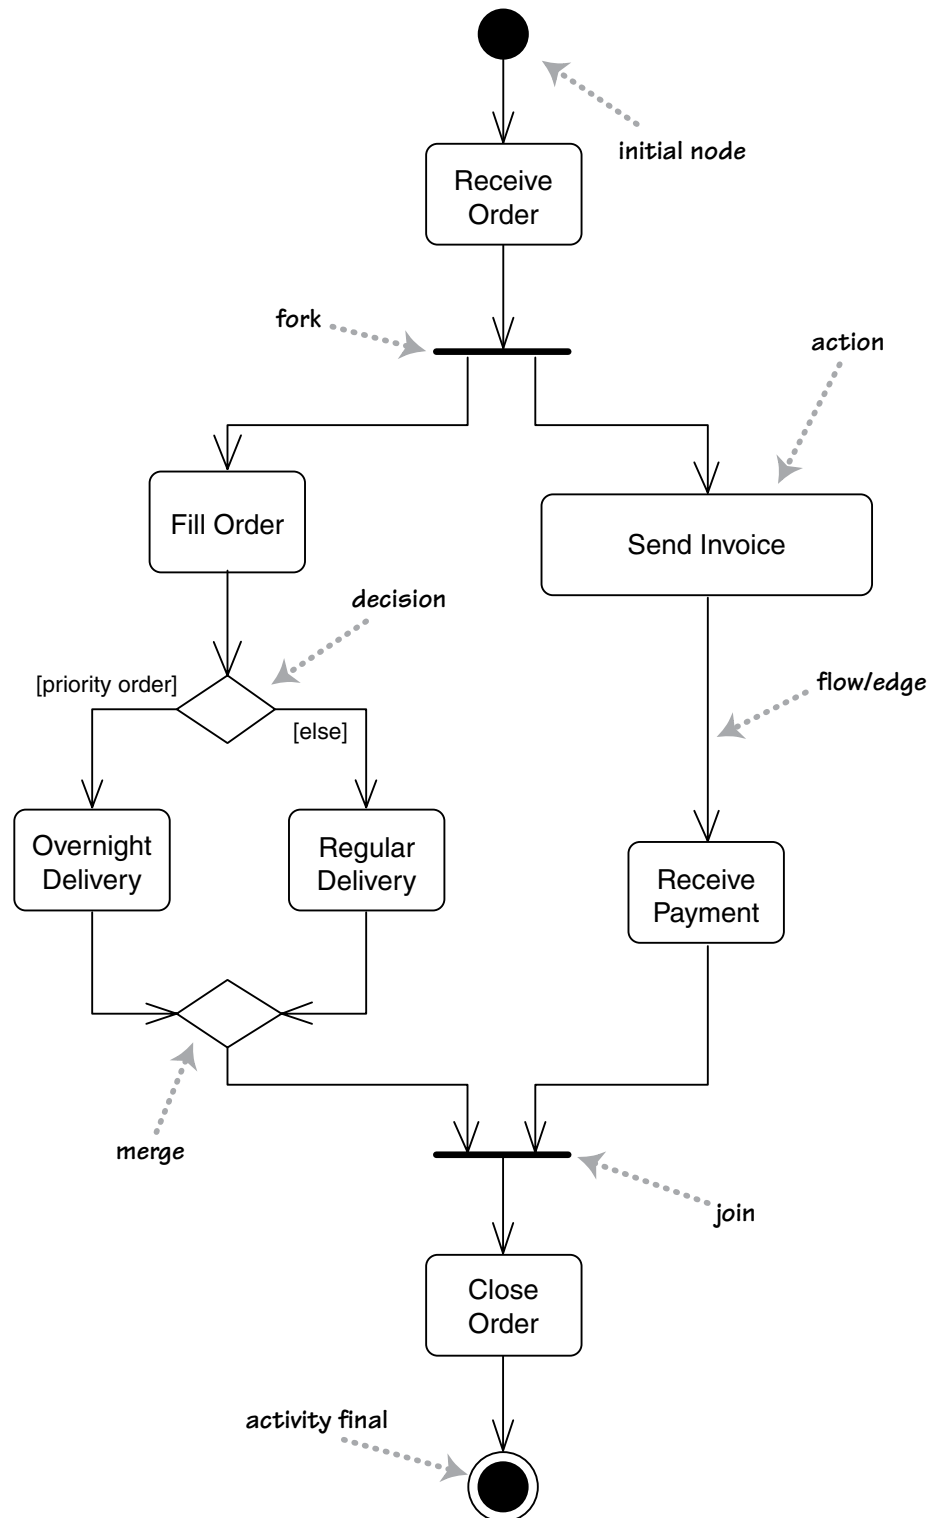 initial node
Receive
Order
fork
action
Fill Order
Send Invoice
decision
[priority order]
flow/edge
[else]
Overnight
Delivery
Regular
Delivery
Receive
Payment
merge
join
Close
Order
activity final